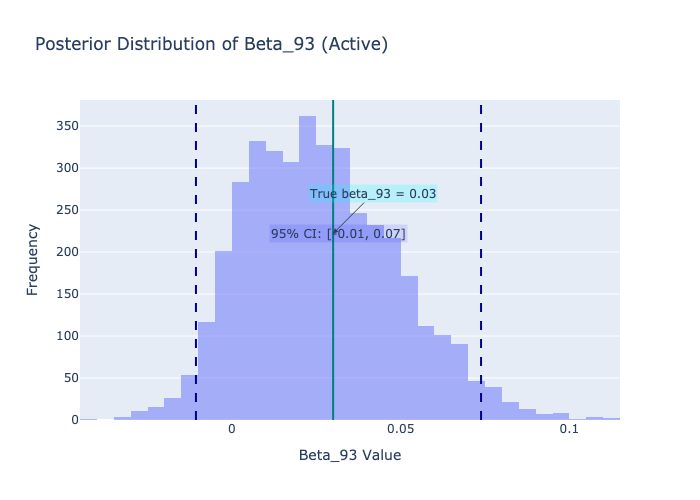 Posterior Distribution of Beta_93 (Active)
350
300
250
200
150
100
50
0
Frequency
True beta_93 = 0.03
95% CI: [-0.01, 0.07]
0
0.05
0.1
Beta_93 Value